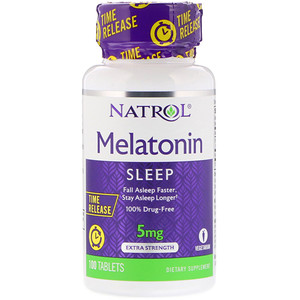 TIME RELEASE
NATROL®
Melatonin
SLEEP
Fall Asleep Faster,
Stay Asleep Longer†
100% Drug-Free
5mg
EXTRA STRENGTH
TIME
RELEASE
VEGETARIAN
100 TABLETS
DIETARY SUPPLEMENT